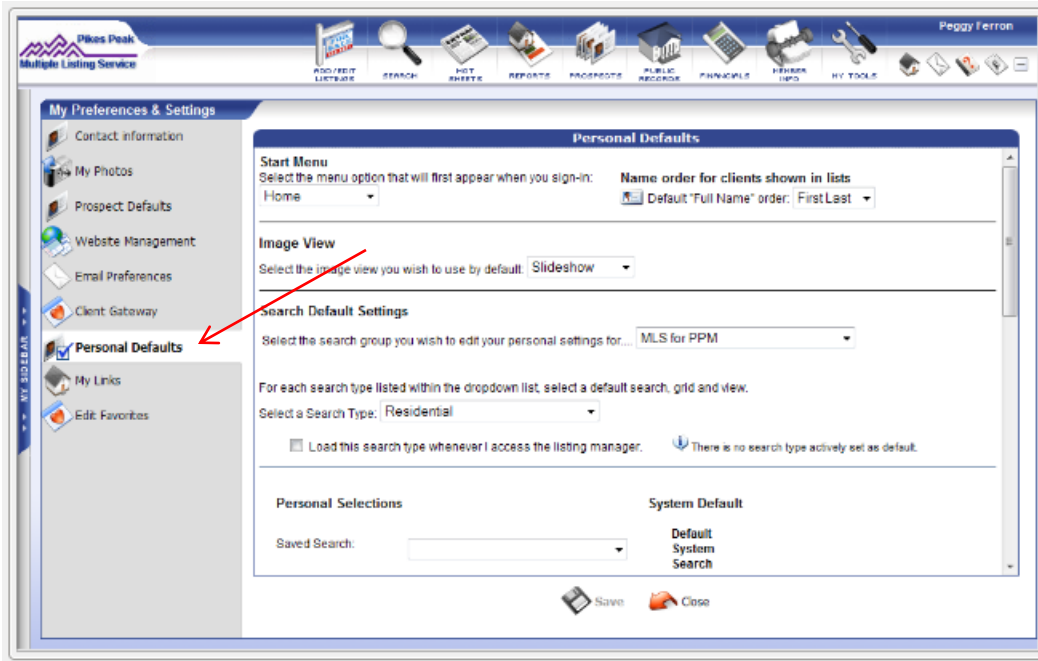 Pikes Peak
Multiple Listing Service
Peggy Ferron
ADD/EDIT LISTINGS
SEARCH
HOT SHEETS
REPORTS
PROSPECTS
PUBLIC RECORDS
FINANCIALS
MEMBER INFO
MY TOOLS
My Preferences & Settings
Contact information
My Photos
Prospect Defaults
Website Management
Email Preferences
Client Gateway
Personal Defaults
My Links
Edit Favorites
MY SIDEBAR
Personal Defaults
Start Menu
Select the menu option that will first appear when you sign-in:
Home
Name order for clients shown in lists
Default "Full Name" order: First Last
Image View
Select the image view you wish to use by default: Slideshow
Search Default Settings
Select the search group you wish to edit your personal settings for.... MLS for PPM
For each search type listed within the dropdown list, select a default search, grid and view.
Select a Search Type: Residential
Load this search type whenever I access the listing manager.
There is no search type actively set as default.
Personal Selections
System Default
Saved Search:
Default
System
Search
Save
Close